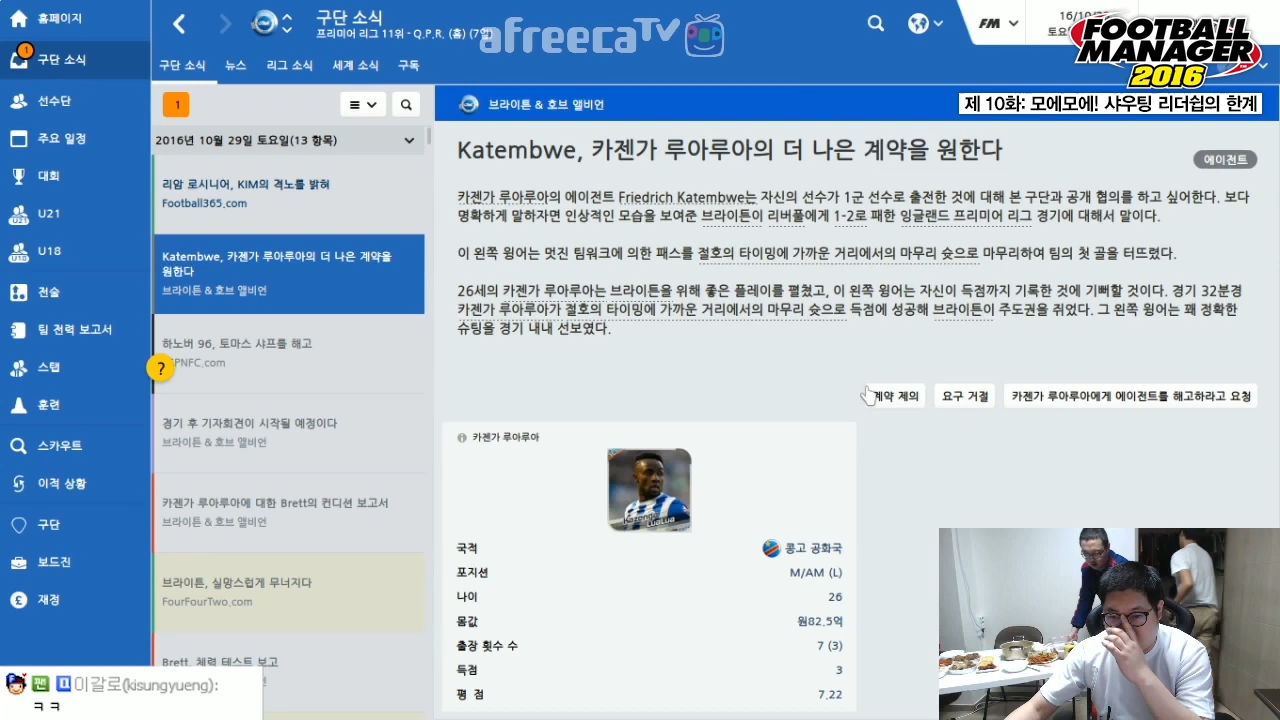 홈페이지
1
구단 소식
선수단
주요 일정
대회
U21
U18
전술
팀 전력 보고서
스탭
훈련
스카우트
이적 상황
구단
보드진
재정
구단 소식
프리미어 리그 11위 - Q.P.R. (홈) (7일)
afreecaTV
FM
16/10/
토요
FOOTBALL
MANAGER
2016
제 10화: 모에모에! 샤우팅 리더쉽의 한계
구단 소식 뉴스 리그 소식 세계 소식 구독
1
2016년 10월 29일 토요일(13 항목)
리암 로시니어, KIM의 격노를 밝혀
Football365.com
Katembwe, 카젠가 루아루아의 더 나은 계약을
원한다
브라이튼 & 호브 앨비언
하노버 96, 토마스 샤프를 해고
?
PNFC.com
경기 후 기자회견이 시작될 예정이다
브라이튼 & 호브 앨비언
카젠가 루아루아에 대한 Brett의 컨디션 보고서
브라이튼 & 호브 앨비언
브라이튼, 실망스럽게 무너지다
FourFourTwo.com
Brett, 체력 테스트 보고
브라이튼 & 호브 앨비언
Katembwe, 카젠가 루아루아의 더 나은 계약을 원한다
에이전트
카젠가 루아루아의 에이전트 Friedrich Katembwe는 자신의 선수가 1군 선수로 출전한 것에 대해 본 구단과 공개 협의를 하고 싶어한다. 보다
명확하게 말하자면 인상적인 모습을 보여준 브라이튼이 리버풀에게 1-2로 패한 잉글랜드 프리미어 리그 경기에 대해서 말이다.
이 왼쪽 윙어는 멋진 팀워크에 의한 패스를 절호의 타이밍에 가까운 거리에서의 마무리 슛으로 마무리하여 팀의 첫 골을 터뜨렸다.
26세의 카젠가 루아루아는 브라이튼을 위해 좋은 플레이를 펼쳤고, 이 왼쪽 윙어는 자신이 득점까지 기록한 것에 기뻐할 것이다. 경기 32분경
카젠가 루아루아가 절호의 타이밍에 가까운 거리에서의 마무리 슛으로 득점에 성공해 브라이튼이 주도권을 쥐었다. 그 왼쪽 윙어는 꽤 정확한
슈팅을 경기 내내 선보였다.
계약 제의
요구 거절
카젠가 루아루아에게 에이전트를 해고하라고 요청
카젠가 루아루아
Kazenga
LuaLua
국적 콩고 공화국
포지션 M/AM (L)
나이 26
몸값 원82.5억
출장 횟수 수 7 (3)
득점 3
평 점 7.22
팬 이갈로(kisungyueng):
ㅋㅋ